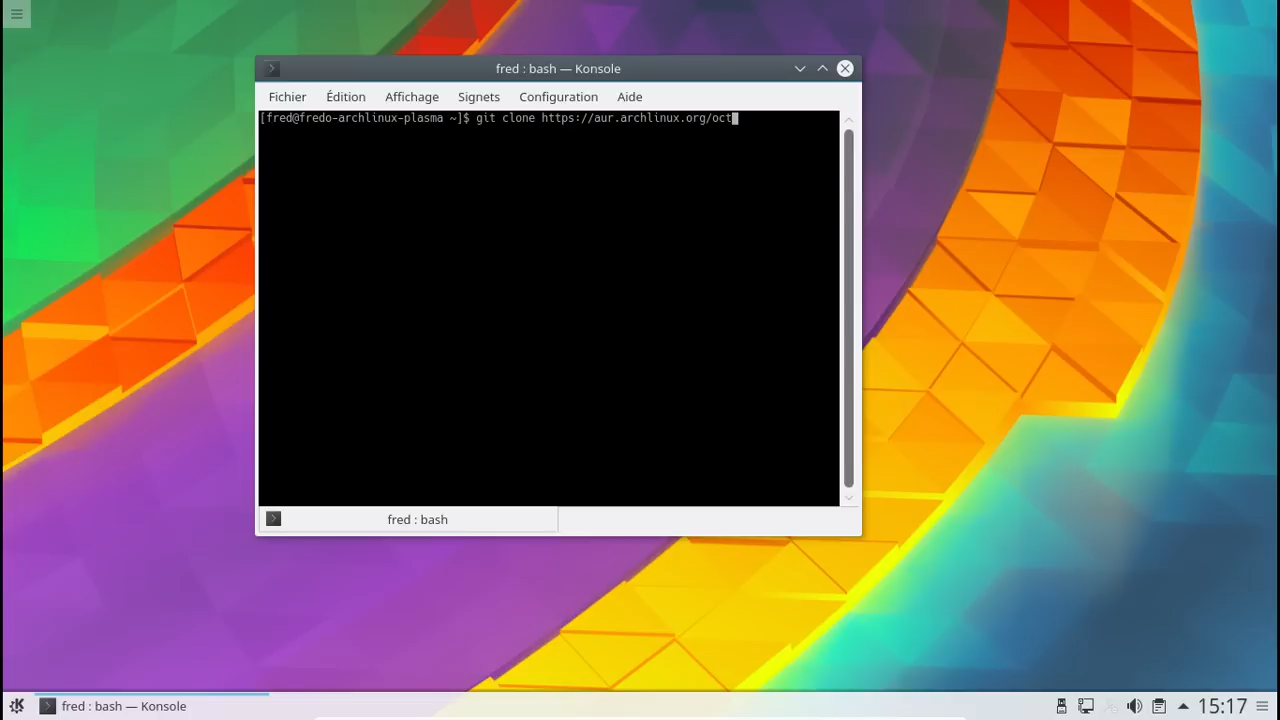 fred : bash — Konsole
Fichier Édition Affichage Signets Configuration Aide
[fred@fredo-archlinux-plasma ~]$ git clone https://aur.archlinux.org/oct
fred : bash
fred : bash — Konsole
15:17